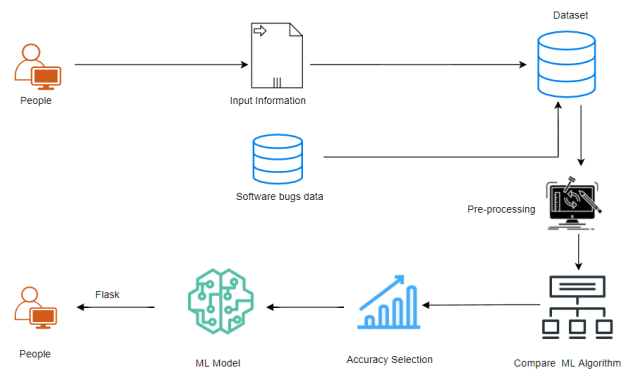 Dataset
People
Input Information
Software bugs data
Pre-processing
Flask
People
ML Model
Accuracy Selection
Compare ML Algorithm